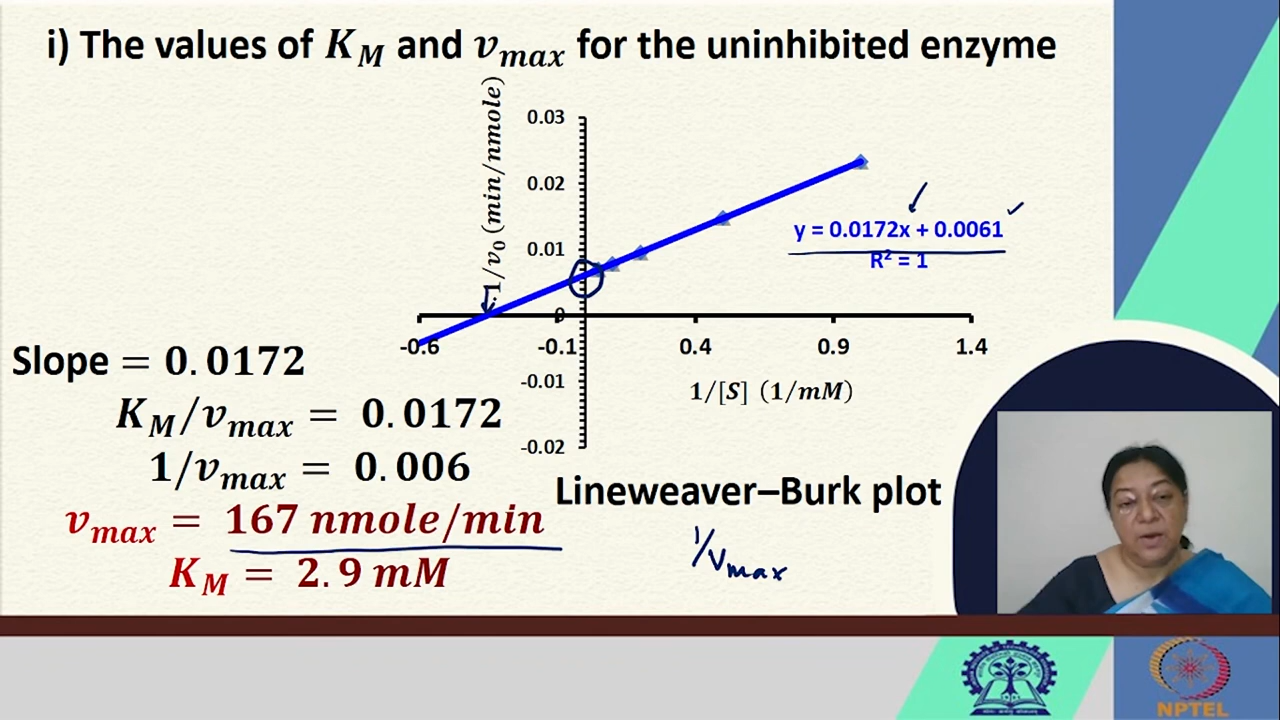 i) The values of K_M and v_max for the uninhibited enzyme
1/v_0 (min/nmole)
0.03
0.02
0.01
0
-0.01
-0.02
-0.6
-0.1
0.4
0.9
1.4
y = 0.0172x + 0.0061
R² = 1
1/[S] (1/mM)
Slope = 0.0172
K_M/v_max = 0.0172
1/v_max = 0.006
v_max = 167 nmole/min
K_M = 2.9 mM
Lineweaver–Burk plot
1/Vmax
NPTEL